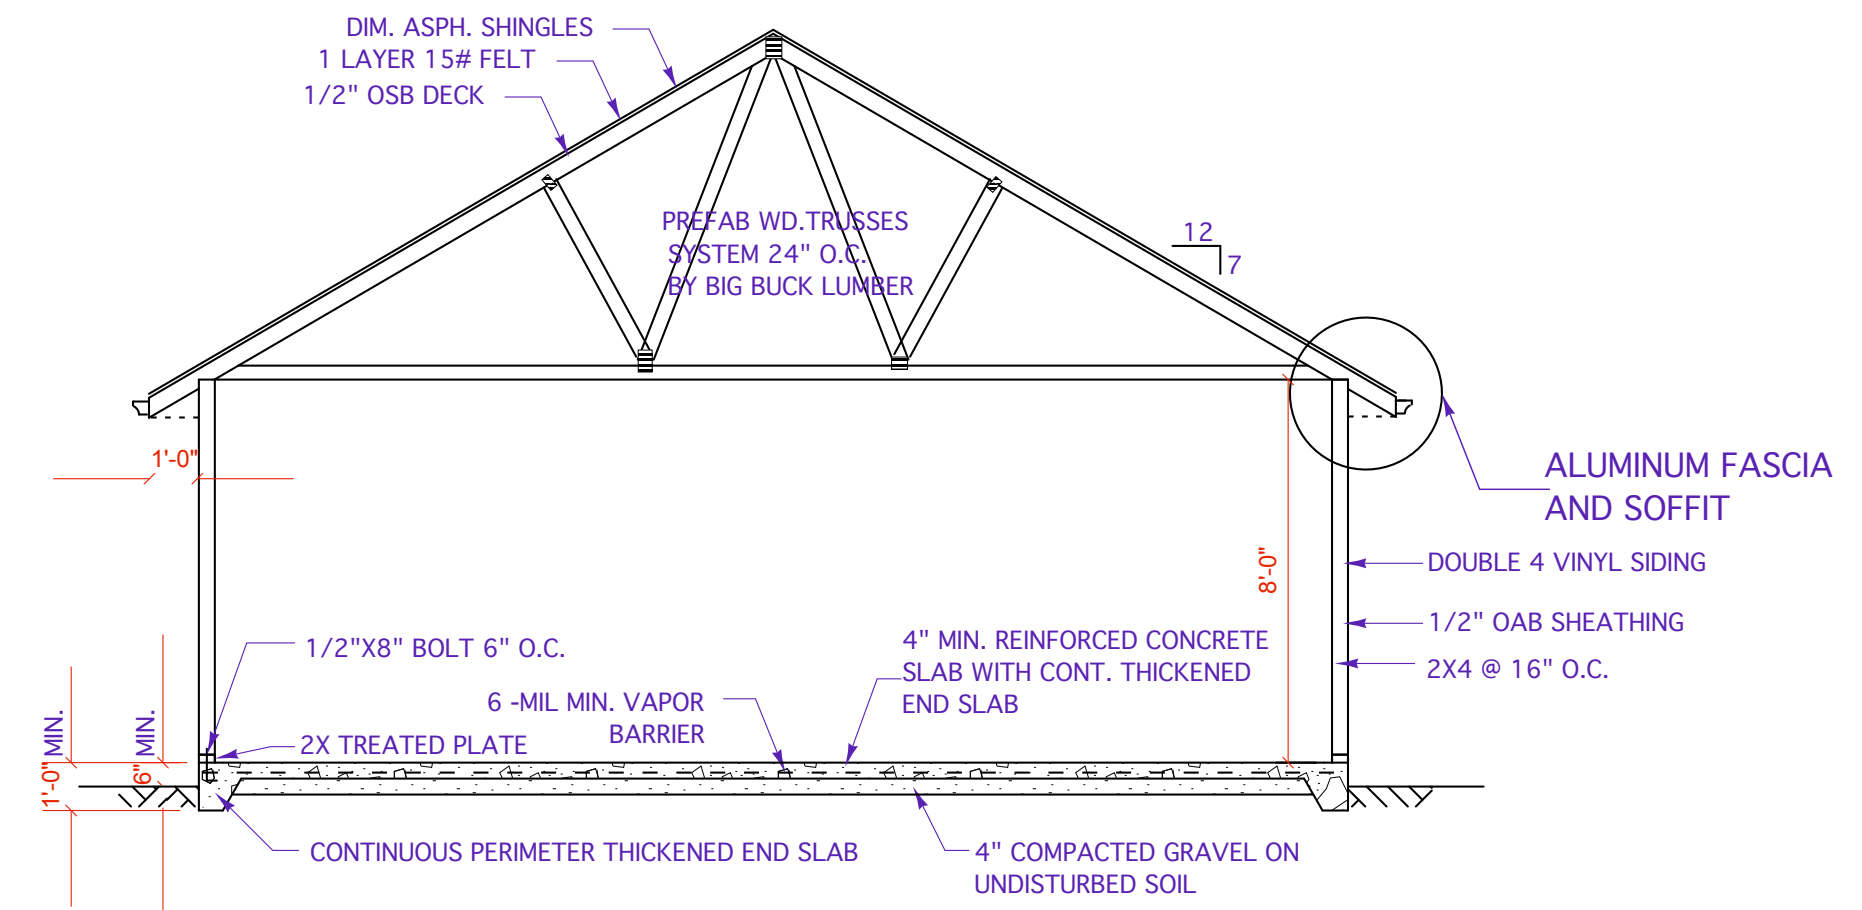 DIM. ASPH. SHINGLES
1 LAYER 15# FELT
1/2" OSB DECK
PREFAB WD.TRUSSES
SYSTEM 24" O.C.
BY BIG BUCK LUMBER
12
7
1'-0"
ALUMINUM FASCIA
AND SOFFIT
8'-0"
DOUBLE 4 VINYL SIDING
1/2" OAB SHEATHING
2X4 @ 16" O.C.
1/2"X8" BOLT 6" O.C.
4" MIN. REINFORCED CONCRETE
SLAB WITH CONT. THICKENED
END SLAB
6 -MIL MIN. VAPOR
BARRIER
2X TREATED PLATE
1'-0" MIN.
6" MIN.
CONTINUOUS PERIMETER THICKENED END SLAB
4" COMPACTED GRAVEL ON
UNDISTURBED SOIL